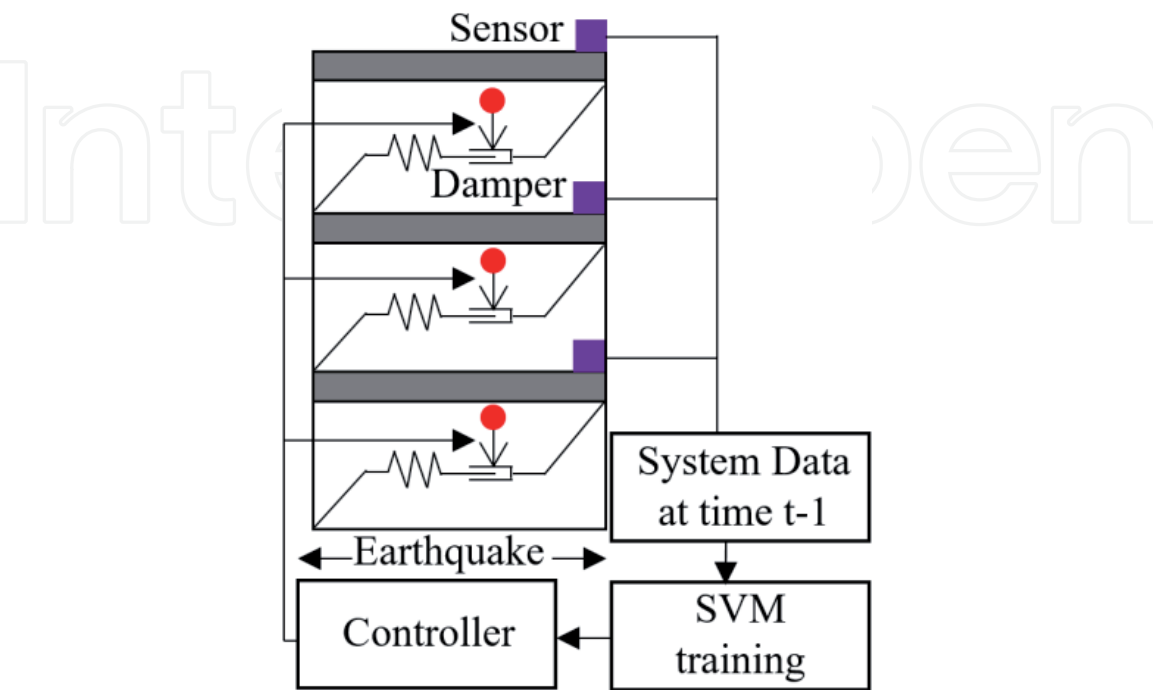 Sensor
Damper
System Data
at time t-1
Earthquake
SVM
training
Controller